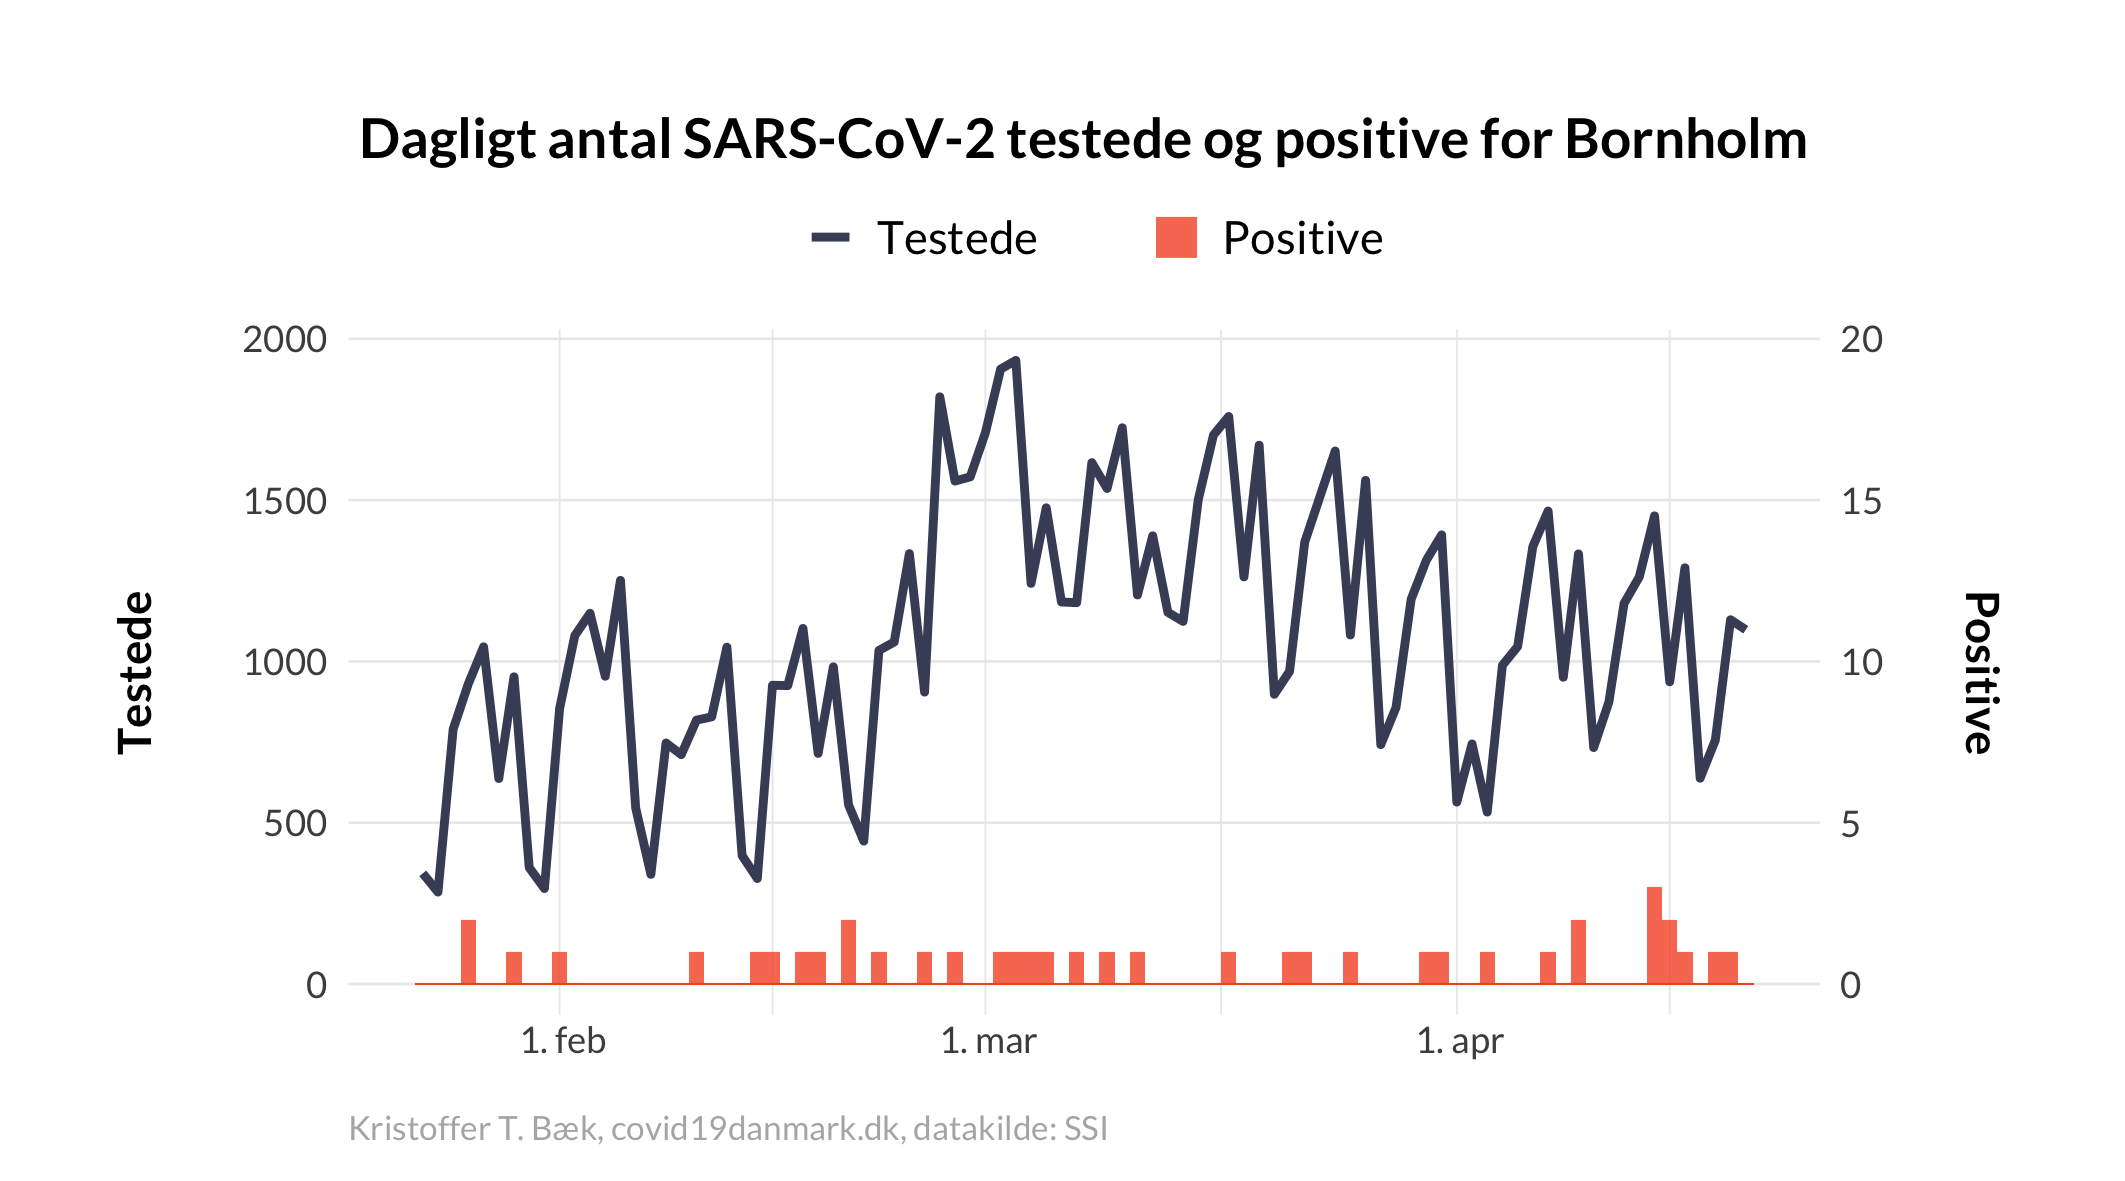 Dagligt antal SARS-CoV-2 testede og positive for Bornholm
Testede Positive
2000 20
1500 15
1000 10
500 5
0 0
Testede
Positive
1. feb 1. mar 1. apr
Kristoffer T. Bæk, covid19danmark.dk, datakilde: SSI